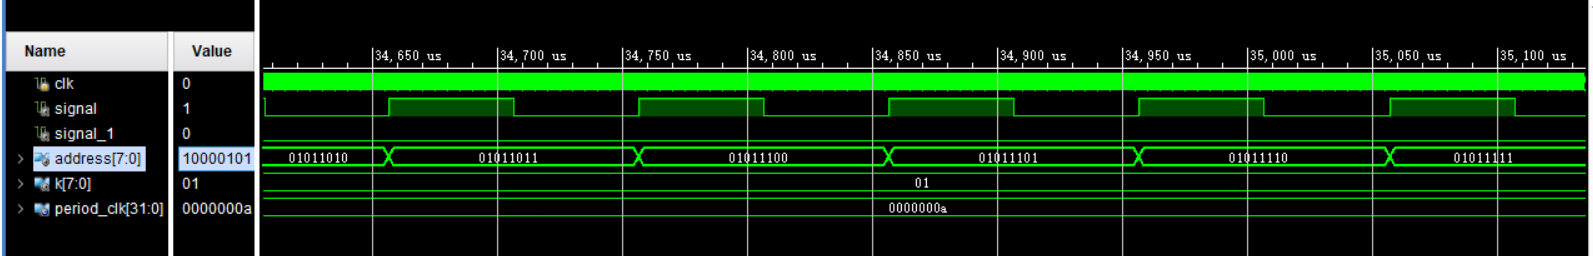 Name Value
34,650 us 34,700 us 34,750 us 34,800 us 34,850 us 34,900 us 34,950 us 35,000 us 35,050 us 35,100 us
clk 0
signal 1
signal_1 0
address[7:0] 10000101 01011010 01011011 01011100 01011101 01011110 01011111
k[7:0] 01 01
period_clk[31:0] 0000000a 0000000a